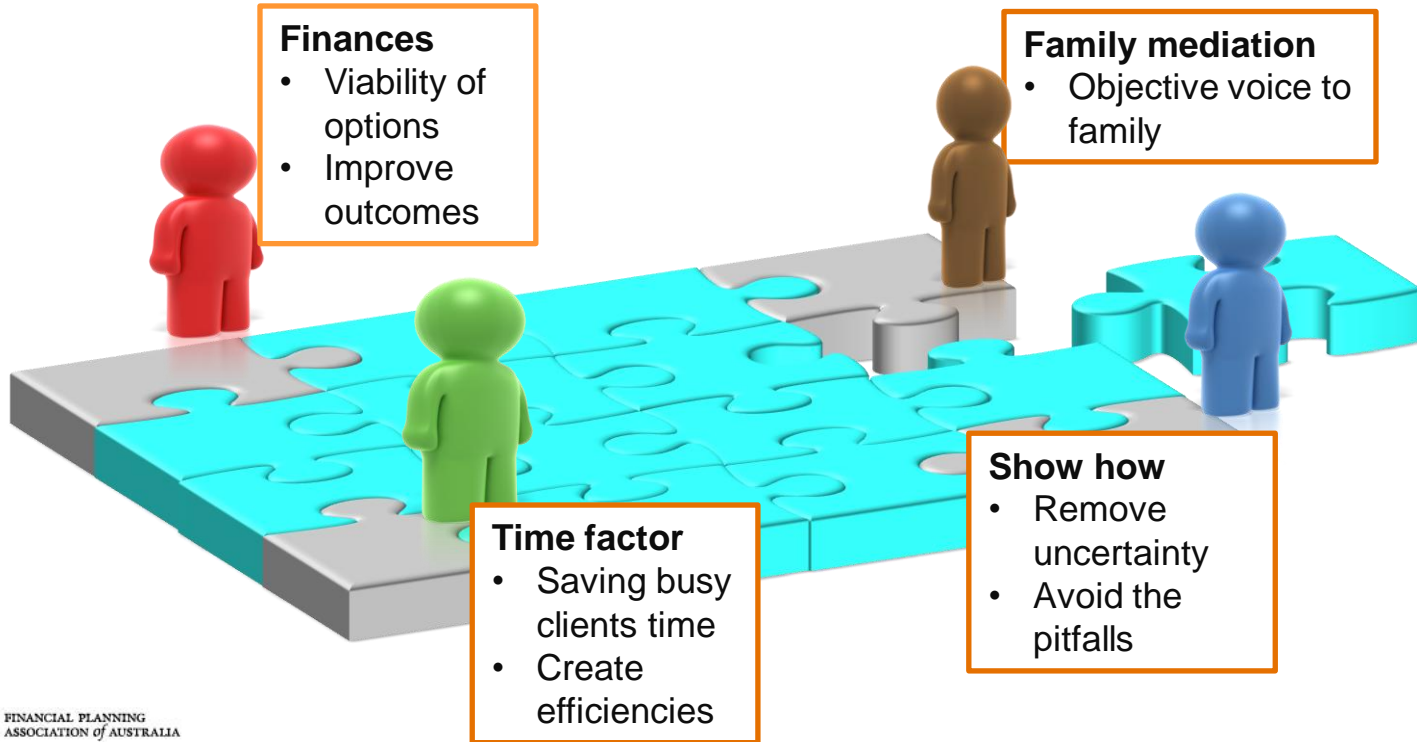 Finances
• Viability of
options
• Improve
outcomes
Family mediation
• Objective voice to
family
Time factor
• Saving busy
clients time
• Create
efficiencies
Show how
• Remove
uncertainty
• Avoid the
pitfalls
FINANCIAL PLANNING
ASSOCIATION of AUSTRALIA